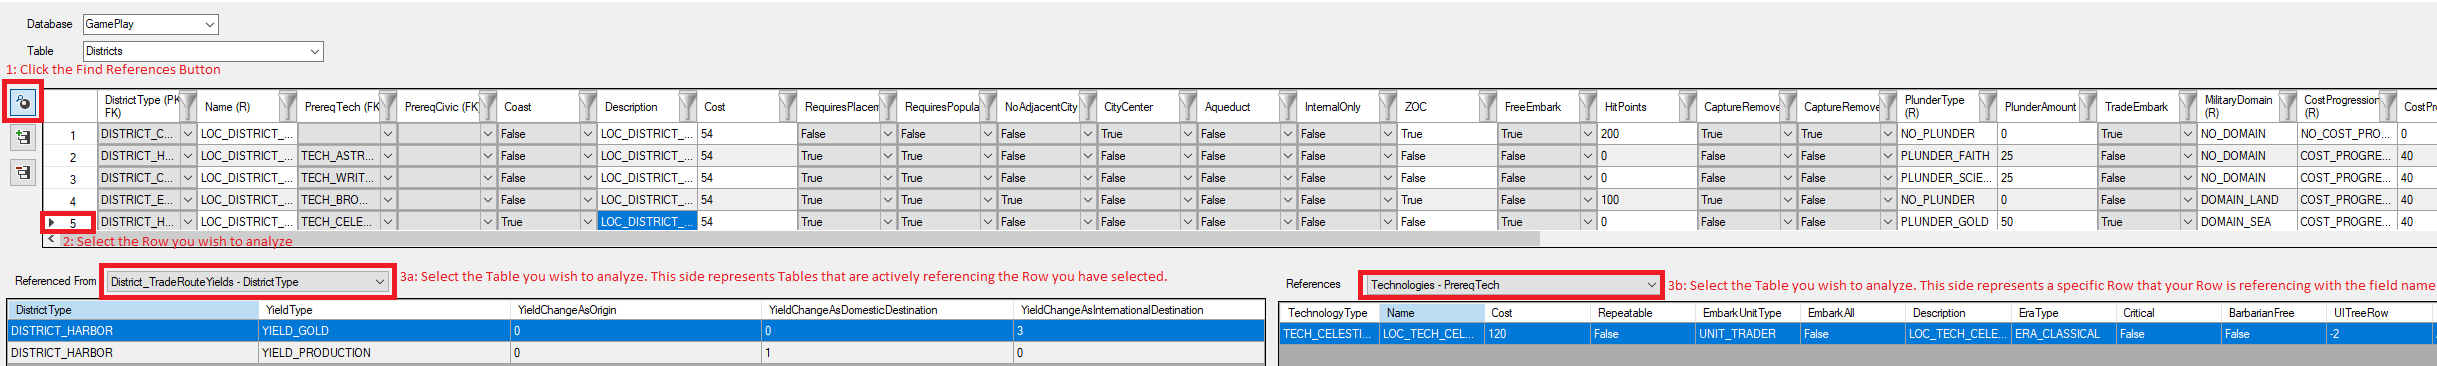 Database GamePlay
Table Districts
1: Click the Find References Button
DistrictType (PK FK) Name (R) PrereqTech (FK PrereqCivic (FK) Coast Description Cost RequiresPlacem RequiresPopula NoAdjacentCity CityCenter Aqueduct InternalOnly ZOC FreeEmbark HitPoints CaptureRemove CaptureRemove PlunderType (R) PlunderAmount TradeEmbark MilitaryDomain (R) CostProgression (R) CostPro
1 DISTRICT_C... LOC_DISTRICT_... False LOC_DISTRICT_... 54 False False False True False False True True 200 True True NO_PLUNDER 0 True NO_DOMAIN NO_COST_PRO... 0
2 DISTRICT_H... LOC_DISTRICT_... TECH_ASTR... False LOC_DISTRICT_... 54 True True False False False False False False 0 False False PLUNDER_FAITH 25 False NO_DOMAIN COST_PROGRE... 40
3 DISTRICT_C... LOC_DISTRICT_... TECH_WRIT... False LOC_DISTRICT_... 54 True True False False False False False False 0 False False PLUNDER_SCIE... 25 False NO_DOMAIN COST_PROGRE... 40
4 DISTRICT_E... LOC_DISTRICT_... TECH_BRO... False LOC_DISTRICT_... 54 True True True False False False True False 100 True False NO_PLUNDER 0 False DOMAIN_LAND COST_PROGRE... 40
5 DISTRICT_H... LOC_DISTRICT_... TECH_CELE... True LOC_DISTRICT_... 54 True True False False False False False True 0 False False PLUNDER_GOLD 50 True DOMAIN_SEA COST_PROGRE... 40
2: Select the Row you wish to analyze
Referenced From District_TradeRouteYields - DistrictType 3a: Select the Table you wish to analyze. This side represents Tables that are actively referencing the Row you have selected.
DistrictType YieldType YieldChangeAsOrigin YieldChangeAsDomesticDestination YieldChangeAsInternationalDestination
DISTRICT_HARBOR YIELD_GOLD 0 0 3
DISTRICT_HARBOR YIELD_PRODUCTION 0 1 0
References Technologies - PrereqTech 3b: Select the Table you wish to analyze. This side represents a specific Row that your Row is referencing with the field name
TechnologyType Name Cost Repeatable EmbarkUnitType EmbarkAll Description EraType Critical BarbarianFree UITreeRow
TECH_CELESTI... LOC_TECH_CEL... 120 False UNIT_TRADER False LOC_TECH_CELE... ERA_CLASSICAL False False -2